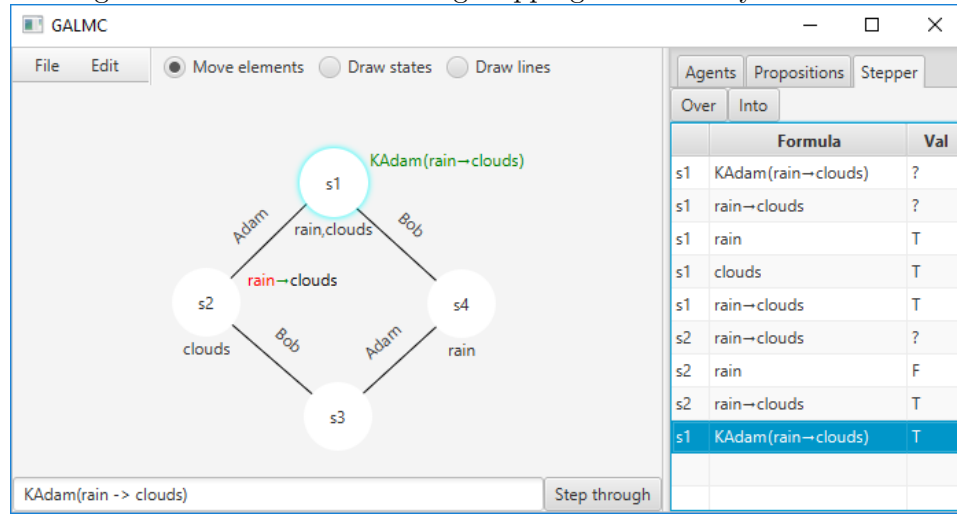 GALMC
File Edit Move elements Draw states Draw lines
Agents Propositions Stepper
Over Into
Formula Val
s1 KAdam(rain→clouds) ?
s1 rain→clouds ?
s1 rain T
s1 clouds T
s1 rain→clouds T
s2 rain→clouds ?
s2 rain F
s2 rain→clouds T
s1 KAdam(rain→clouds) T
KAdam(rain→clouds)
s1
rain,clouds
Adam
Bob
rain→clouds
s2
clouds
s4
rain
Bob
Adam
s3
KAdam(rain -> clouds) Step through